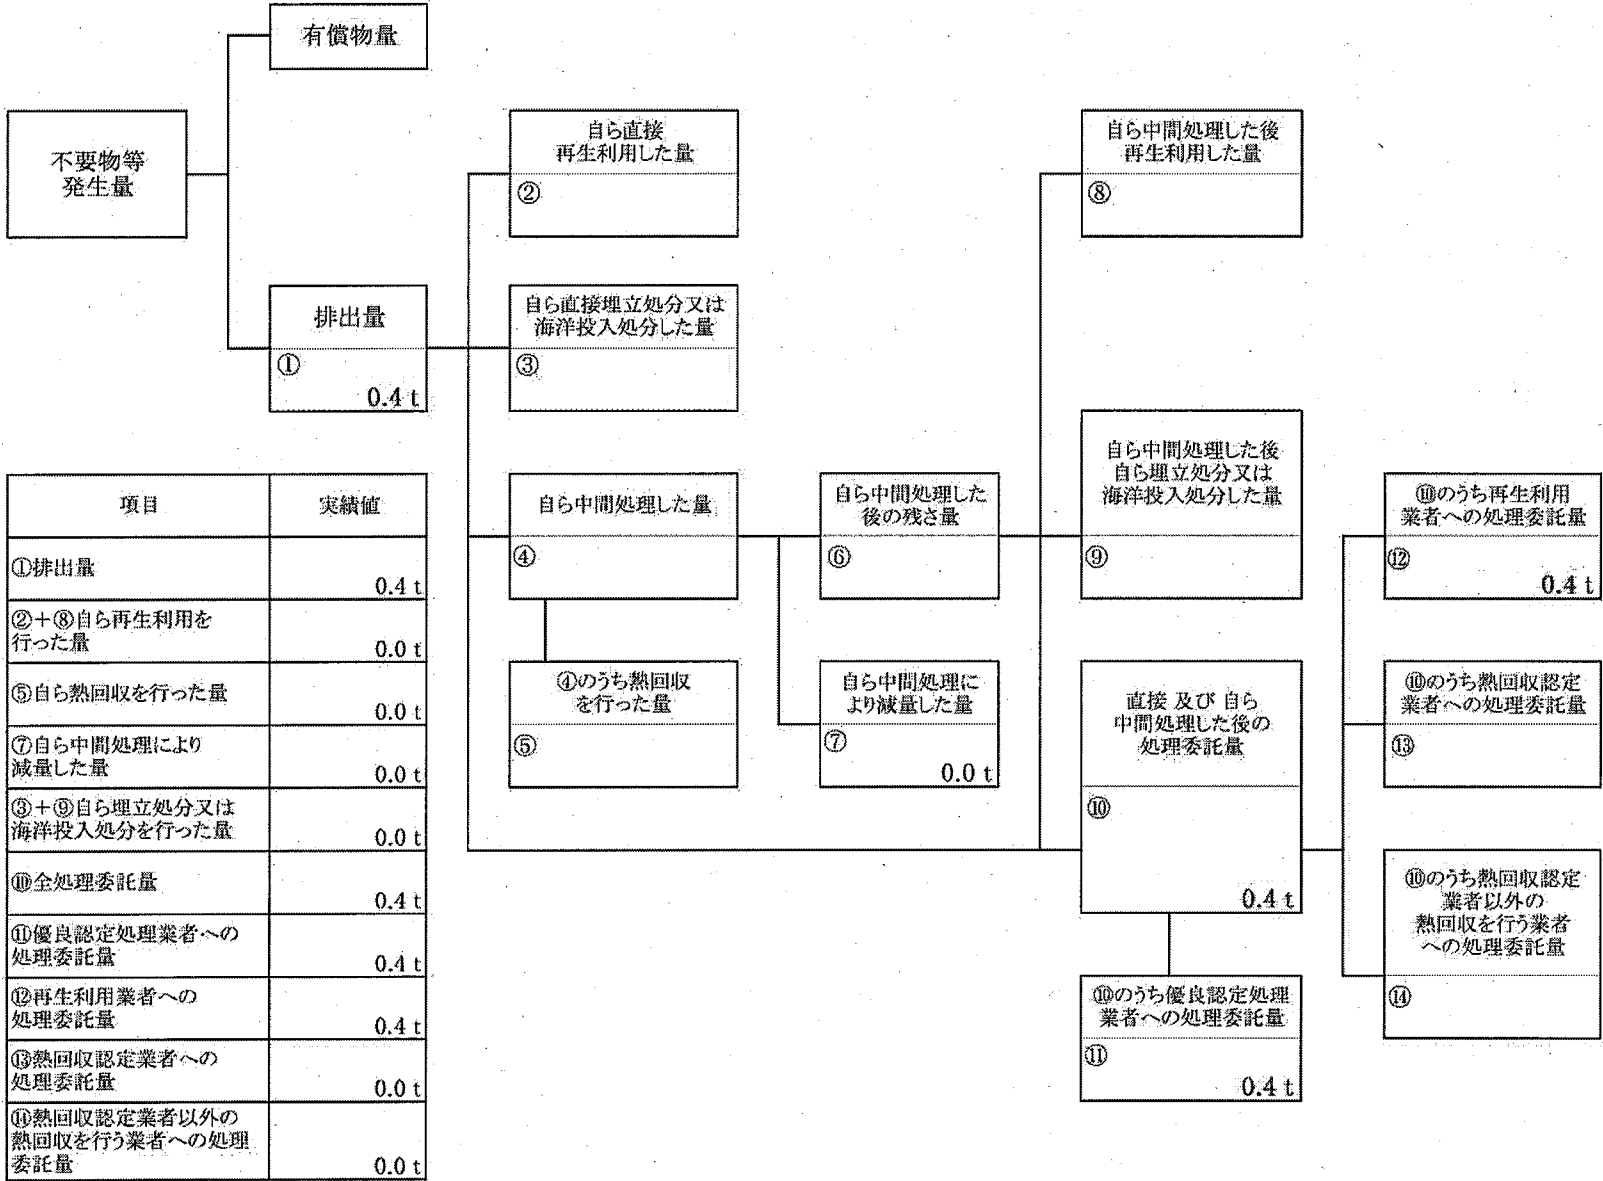 有償物量
不要物等
発生量
排出量
①
0.4 t
自ら直接
再生利用した量
②
自ら直接埋立処分又は
海洋投入処分した量
③
自ら中間処理した量
④
④のうち熱回収
を行った量
⑤
自ら中間処理した
後の残さ量
⑥
自ら中間処理に
より減量した量
⑦
0.0 t
自ら中間処理した後
再生利用した量
⑧
自ら中間処理した後
自ら埋立処分又は
海洋投入処分した量
⑨
直接 及び 自ら
中間処理した後の
処理委託量
⑩
0.4 t
⑩のうち優良認定処理
業者への処理委託量
⑪
0.4 t
⑩のうち再生利用
業者への処理委託量
⑫
0.4 t
⑩のうち熱回収認定
業者への処理委託量
⑬
⑩のうち熱回収認定
業者以外の
熱回収を行う業者
への処理委託量
⑭
項目 実績値
①排出量
0.4 t
②＋⑧自ら再生利用を
行った量
0.0 t
⑤自ら熱回収を行った量
0.0 t
⑦自ら中間処理により
減量した量
0.0 t
③＋⑨自ら埋立処分又は
海洋投入処分を行った量
0.0 t
⑩全処理委託量
0.4 t
⑪優良認定処理業者への
処理委託量
0.4 t
⑫再生利用業者への
処理委託量
0.4 t
⑬熱回収認定業者への
処理委託量
0.0 t
⑭熱回収認定業者以外の
熱回収を行う業者への処理
委託量
0.0 t